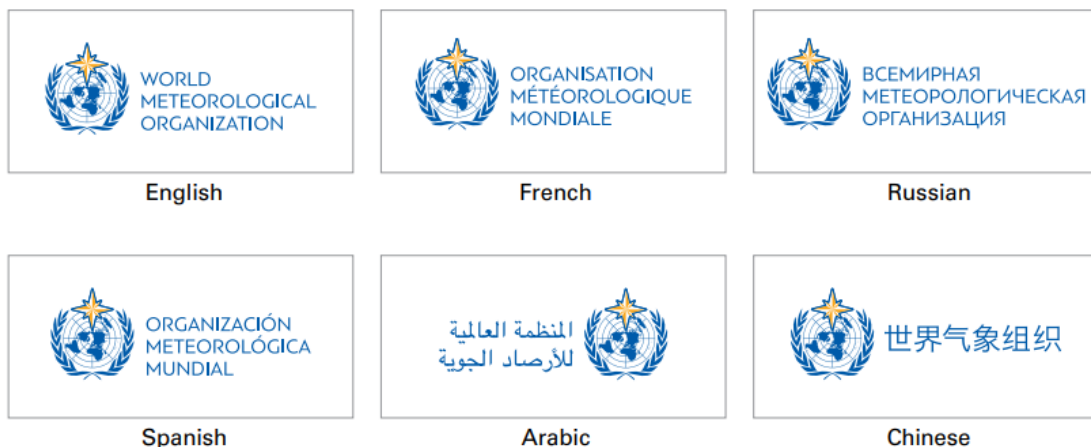 WORLD
METEOROLOGICAL
ORGANIZATION
English
ORGANISATION
MÉTÉOROLOGIQUE
MONDIALE
French
ВСЕМИРНАЯ
МЕТЕОРОЛОГИЧЕСКАЯ
ОРГАНИЗАЦИЯ
Russian
ORGANIZACIÓN
METEOROLÓGICA
MUNDIAL
Spanish
المنظمة العالمية
للأرصاد الجوية
Arabic
世界气象组织
Chinese